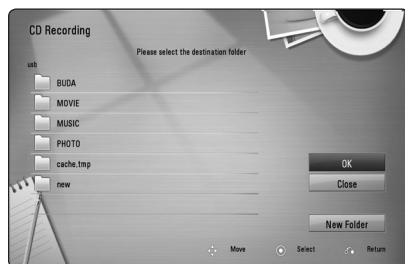 CD Recording
Please select the destination folder
usb
BUDA
MOVIE
MUSIC
PHOTO
cache.tmp
new
OK
Close
New Folder
Move Select Return